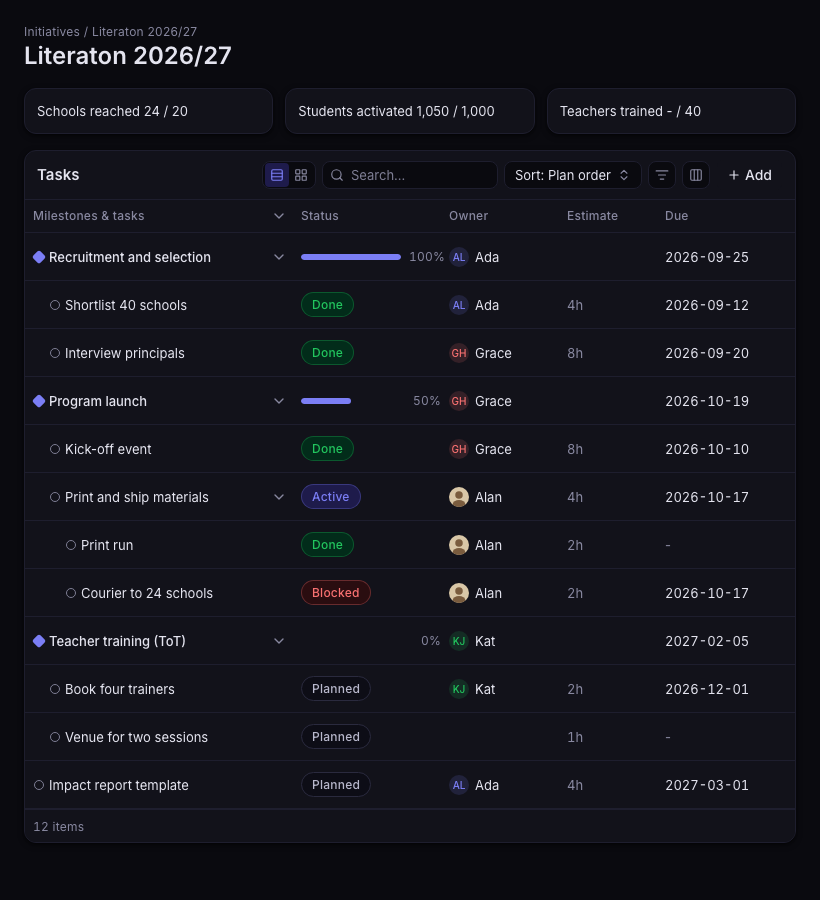 Initiatives / Literaton 2026/27
Literaton 2026/27
Schools reached 24 / 20
Students activated 1,050 / 1,000
Teachers trained - / 40
Tasks
Search...
Sort: Plan order
+ Add
Milestones & tasks Status Owner Estimate Due
Recruitment and selection 100% AL Ada 2026-09-25
Shortlist 40 schools Done AL Ada 4h 2026-09-12
Interview principals Done GH Grace 8h 2026-09-20
Program launch 50% GH Grace 2026-10-19
Kick-off event Done GH Grace 8h 2026-10-10
Print and ship materials Active Alan 4h 2026-10-17
Print run Done Alan 2h -
Courier to 24 schools Blocked Alan 2h 2026-10-17
Teacher training (ToT) 0% KJ Kat 2027-02-05
Book four trainers Planned KJ Kat 2h 2026-12-01
Venue for two sessions Planned 1h -
Impact report template Planned AL Ada 4h 2027-03-01
12 items